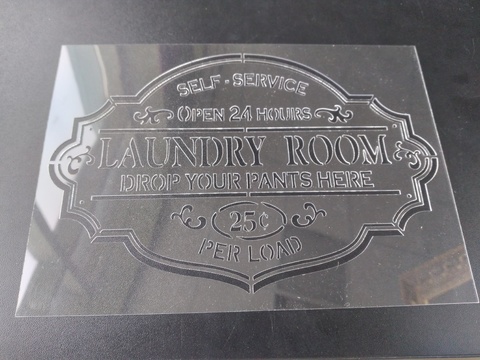 SELF-SERVICE
OPEN 24 HOURS
LAUNDRY ROOM
DROP YOUR PANTS HERE
25¢
PER LOAD